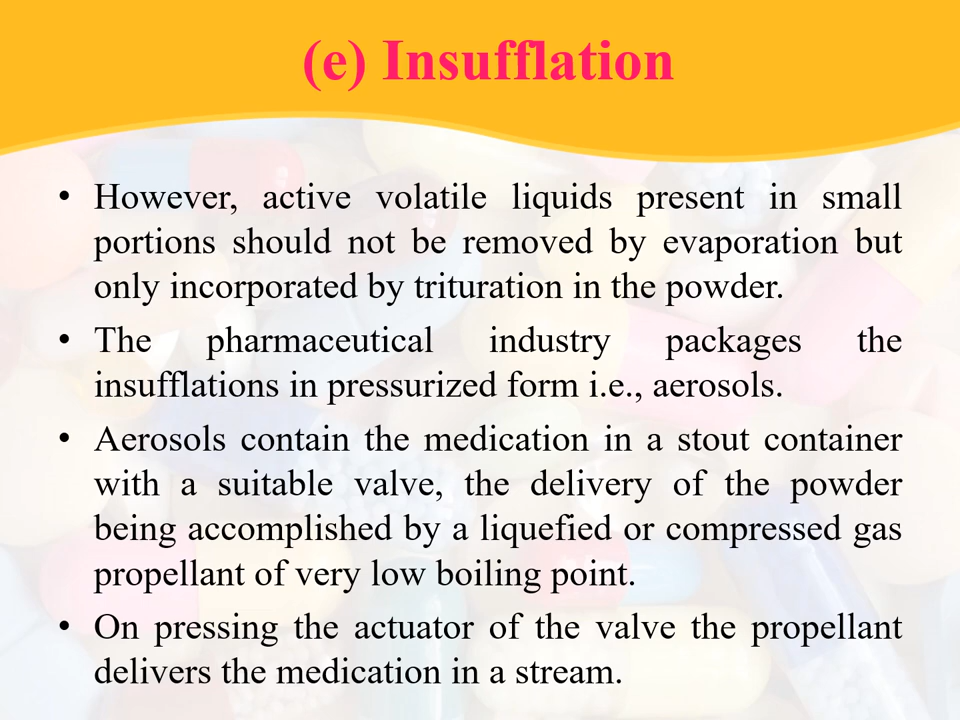 (e) Insufflation
• However, active volatile liquids present in small
portions should not be removed by evaporation but
only incorporated by trituration in the powder.
• The pharmaceutical industry packages the
insufflations in pressurized form i.e., aerosols.
• Aerosols contain the medication in a stout container
with a suitable valve, the delivery of the powder
being accomplished by a liquefied or compressed gas
propellant of very low boiling point.
• On pressing the actuator of the valve the propellant
delivers the medication in a stream.